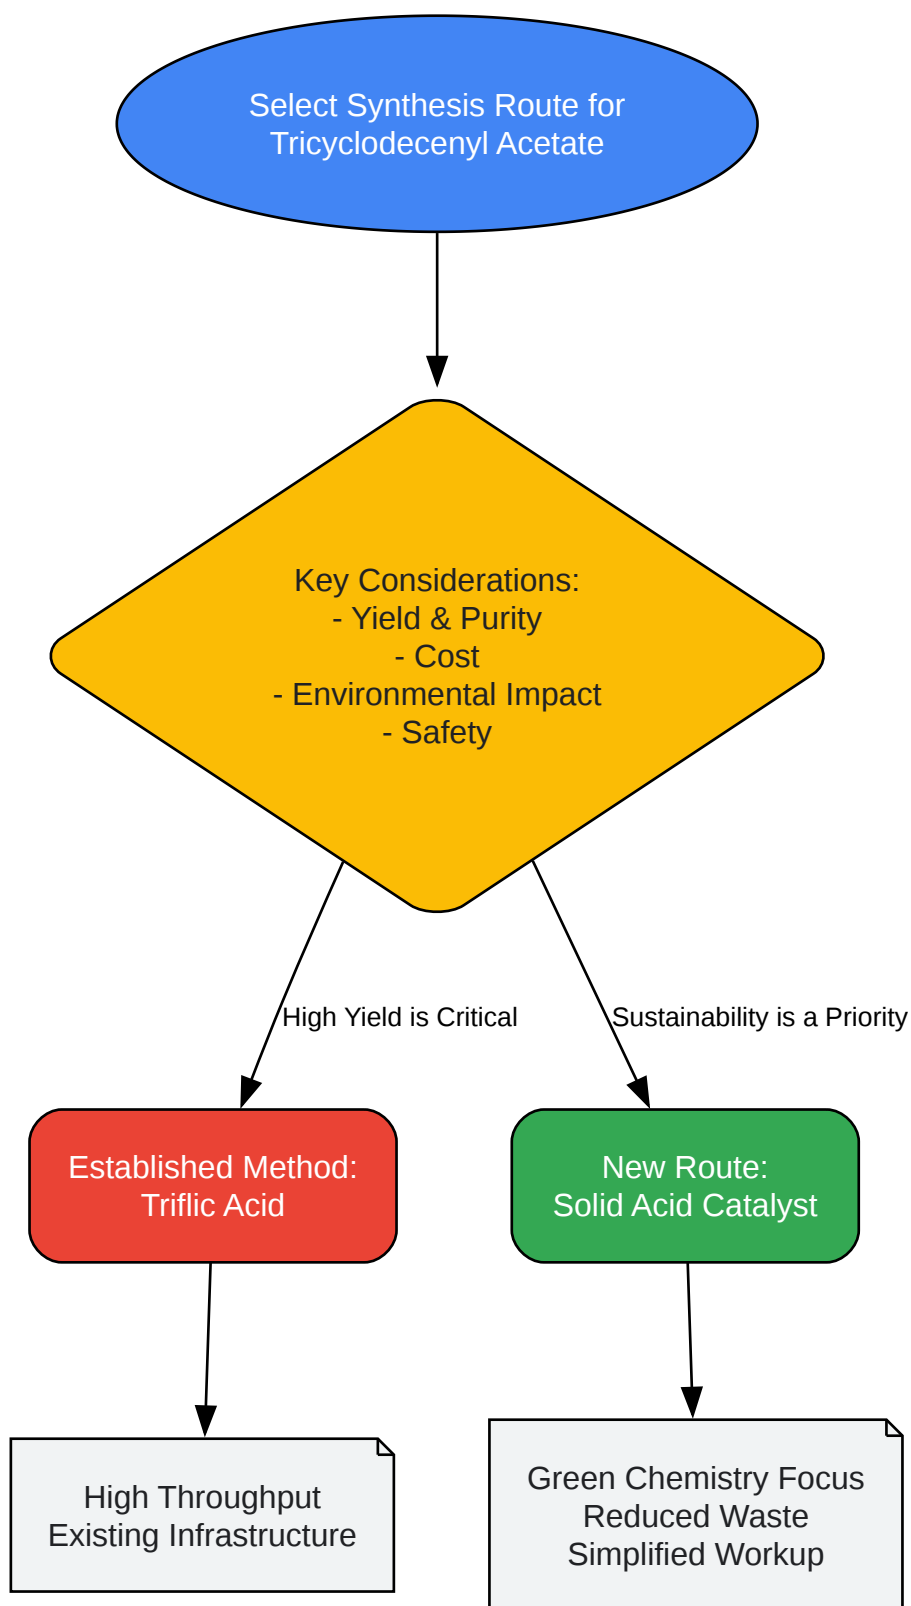 Select Synthesis Route for
Tricyclodecenyl Acetate
Key Considerations:
- Yield & Purity
- Cost
- Environmental Impact
- Safety
High Yield is Critical
Sustainability is a Priority
Established Method:
Triflic Acid
New Route:
Solid Acid Catalyst
High Throughput
Existing Infrastructure
Green Chemistry Focus
Reduced Waste
Simplified Workup